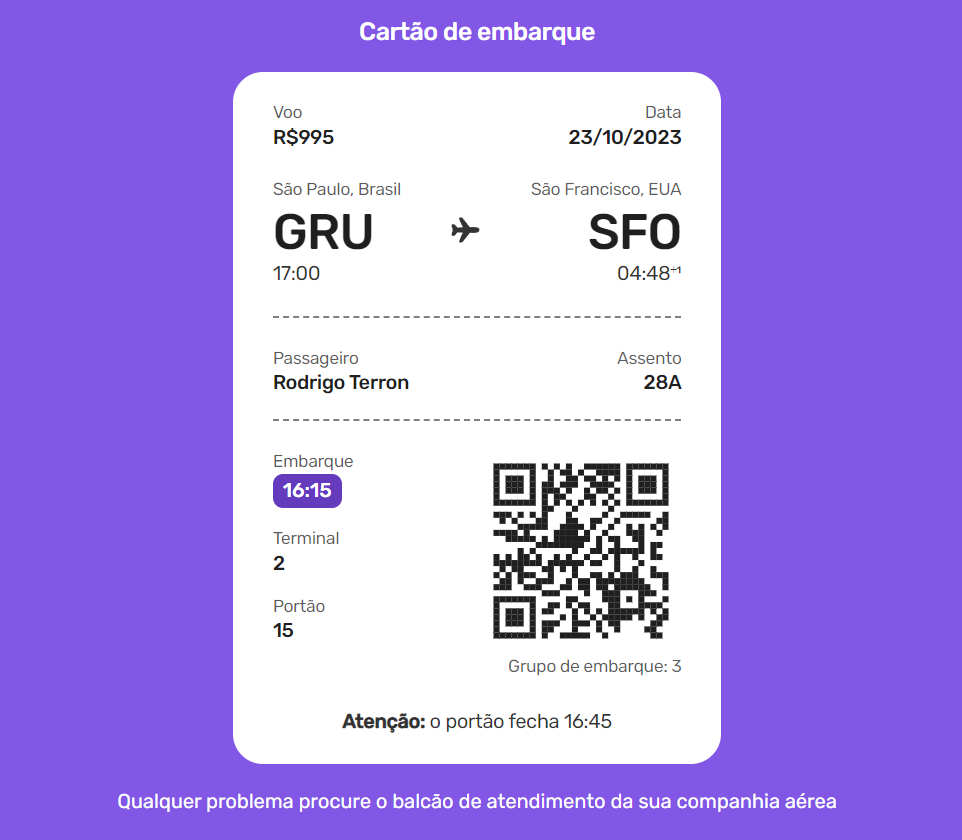 Cartão de embarque
Voo Data
R$995 23/10/2023
São Paulo, Brasil São Francisco, EUA
GRU SFO
17:00 04:48+1
Passageiro Assento
Rodrigo Terron 28A
Embarque
16:15
Terminal
2
Portão
15
Grupo de embarque: 3
Atenção: o portão fecha 16:45
Qualquer problema procure o balcão de atendimento da sua companhia aérea